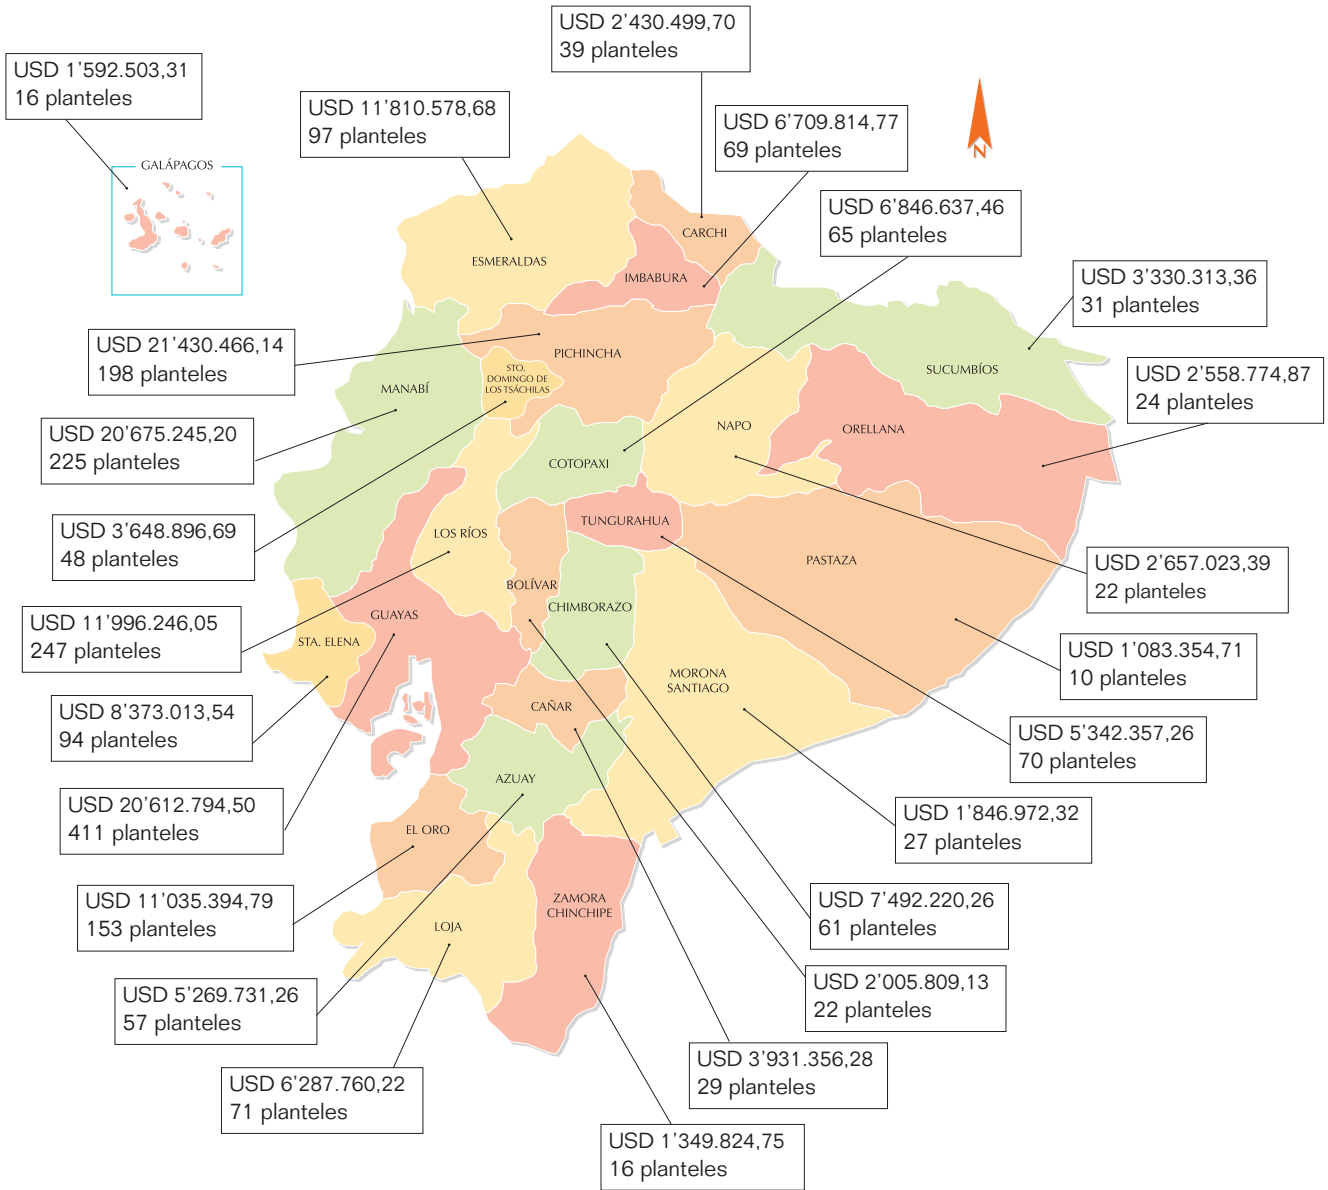 USD 2’430.499,70
39 planteles
USD 1’592.503,31
16 planteles
USD 11’810.578,68
97 planteles
USD 6’709.814,77
69 planteles
GALÁPAGOS
N
USD 6’846.637,46
65 planteles
CARCHI
ESMERALDAS
IMBABURA
USD 3’330.313,36
31 planteles
USD 21’430.466,14
198 planteles
PICHINCHA
STO.
DOMINGO DE
LOS TSÁCHILAS
MANABÍ
SUCUMBÍOS
USD 2’558.774,87
24 planteles
USD 20’675.245,20
225 planteles
NAPO
ORELLANA
COTOPAXI
USD 3’648.896,69
48 planteles
LOS RÍOS
TUNGURAHUA
PASTAZA
USD 2’657.023,39
22 planteles
BOLÍVAR
CHIMBORAZO
USD 11’996.246,05
247 planteles
GUAYAS
STA. ELENA
USD 1’083.354,71
10 planteles
MORONA
SANTIAGO
USD 8’373.013,54
94 planteles
CAÑAR
USD 5’342.357,26
70 planteles
AZUAY
USD 20’612.794,50
411 planteles
USD 1’846.972,32
27 planteles
EL ORO
USD 11’035.394,79
153 planteles
ZAMORA
CHINCHIPE
LOJA
USD 7’492.220,26
61 planteles
USD 5’269.731,26
57 planteles
USD 2’005.809,13
22 planteles
USD 3’931.356,28
29 planteles
USD 6’287.760,22
71 planteles
USD 1’349.824,75
16 planteles